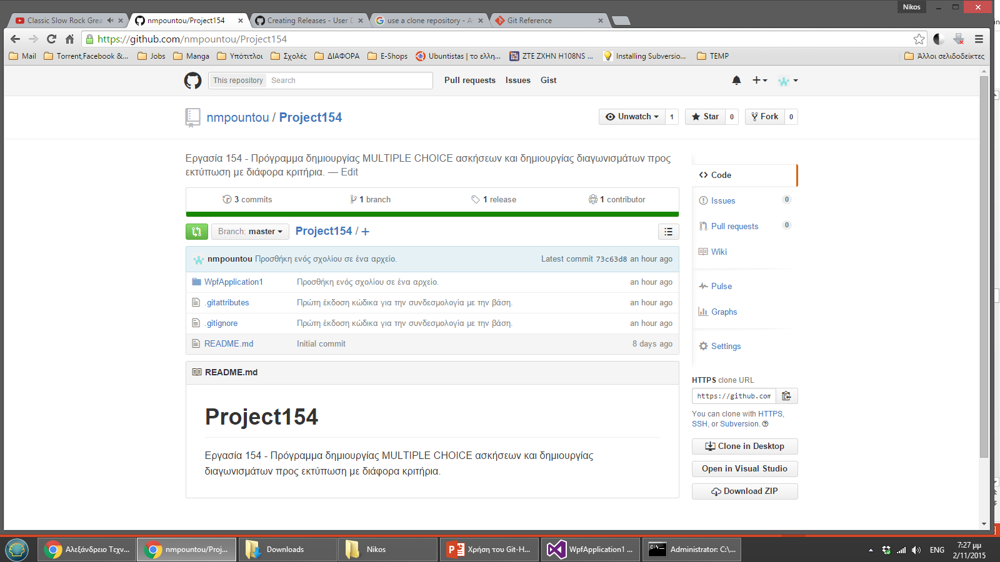 Nikos
Classic Slow Rock Grea
nmpountou/Project154
Creating Releases - User D
use a clone repository - A
Git Reference
https://github.com/nmpountou/Project154
Mail
Torrent,Facebook &...
Jobs
Manga
Υπότιτλοι
Σχολές
ΔΙΑΦΟΡΑ
E-Shops
Ubuntistas | το ελλη...
ZTE ZXHN H108NS ...
Installing Subversio...
TEMP
Άλλοι σελιδοδείκτες
This repository Search
Pull requests
Issues
Gist
nmpountou / Project154
Unwatch 1
Star 0
Fork 0
Εργασία 154 - Πρόγραμμα δημιουργίας MULTIPLE CHOICE ασκήσεων και δημιουργίας διαγωνισμάτων προς
εκτύπωση με διάφορα κριτήρια. — Edit
3 commits
1 branch
1 release
1 contributor
Branch: master
Project154 / +
nmpountou Προσθήκη ενός σχολίου σε ένα αρχείο.
Latest commit 73c63d8 an hour ago
WpfApplication1 Προσθήκη ενός σχολίου σε ένα αρχείο. an hour ago
.gitattributes Πρώτη έκδοση κώδικα για την συνδεσμολογία με την βάση. an hour ago
.gitignore Πρώτη έκδοση κώδικα για την συνδεσμολογία με την βάση. an hour ago
README.md Initial commit 8 days ago
README.md
Project154
Εργασία 154 - Πρόγραμμα δημιουργίας MULTIPLE CHOICE ασκήσεων και δημιουργίας
διαγωνισμάτων προς εκτύπωση με διάφορα κριτήρια.
Code
Issues 0
Pull requests 0
Wiki
Pulse
Graphs
Settings
HTTPS clone URL
https://github.com
You can clone with HTTPS,
SSH, or Subversion.
Clone in Desktop
Open in Visual Studio
Download ZIP
Αλεξάνδρειο Τεχν...
nmpountou/Proj...
Downloads
Nikos
Χρήση του Git-H...
WpfApplication1 ...
Administrator: C:\...
ENG
7:27 μμ
2/11/2015